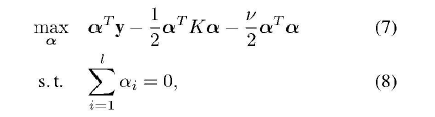 max α α^T y − 1/2 α^T Kα − ν/2 α^T α (7)
s.t. ∑_{i=1}^{l} α_i = 0, (8)